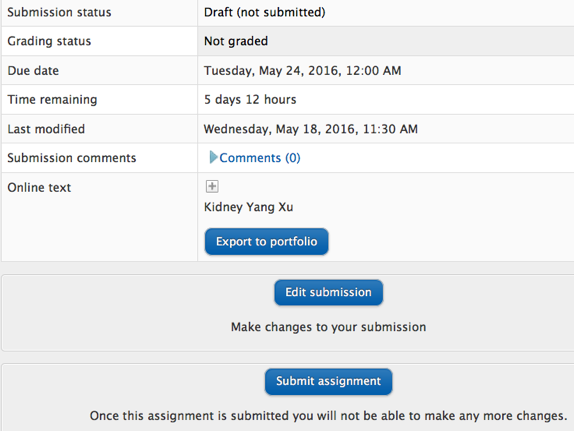 Submission status Draft (not submitted)
Grading status Not graded
Due date Tuesday, May 24, 2016, 12:00 AM
Time remaining 5 days 12 hours
Last modified Wednesday, May 18, 2016, 11:30 AM
Submission comments Comments (0)
Online text
Kidney Yang Xu
Export to portfolio
Edit submission
Make changes to your submission
Submit assignment
Once this assignment is submitted you will not be able to make any more changes.